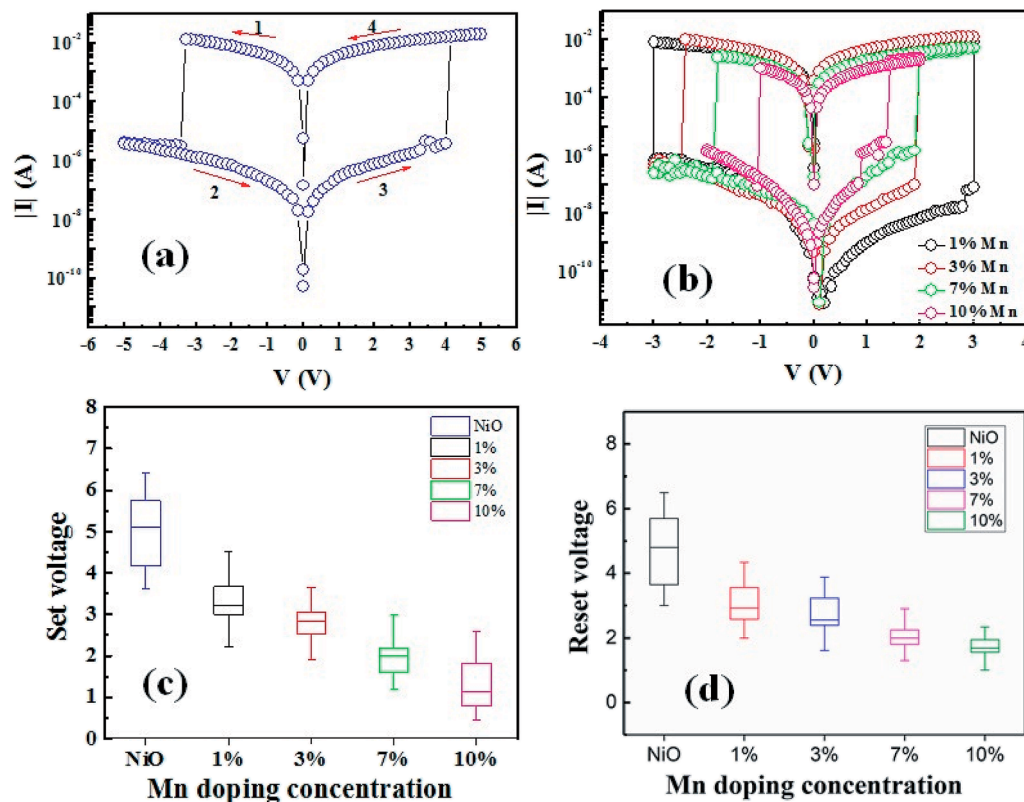 1
4
2
3
(a)
|I| (A)
10⁻²
10⁻⁴
10⁻⁶
10⁻⁸
10⁻¹⁰
-6 -5 -4 -3 -2 -1 0 1 2 3 4 5 6
V (V)
(b)
|I| (A)
10⁻²
10⁻⁴
10⁻⁶
10⁻⁸
10⁻¹⁰
1% Mn
3% Mn
7% Mn
10% Mn
-4 -3 -2 -1 0 1 2 3 4
V (V)
Set voltage
8
7
6
5
4
3
2
1
0
NiO
1%
3%
7%
10%
(c)
NiO 1% 3% 7% 10%
Mn doping concentration
Reset voltage
8
6
4
2
0
NiO
1%
3%
7%
10%
(d)
NiO 1% 3% 7% 10%
Mn doping concentration